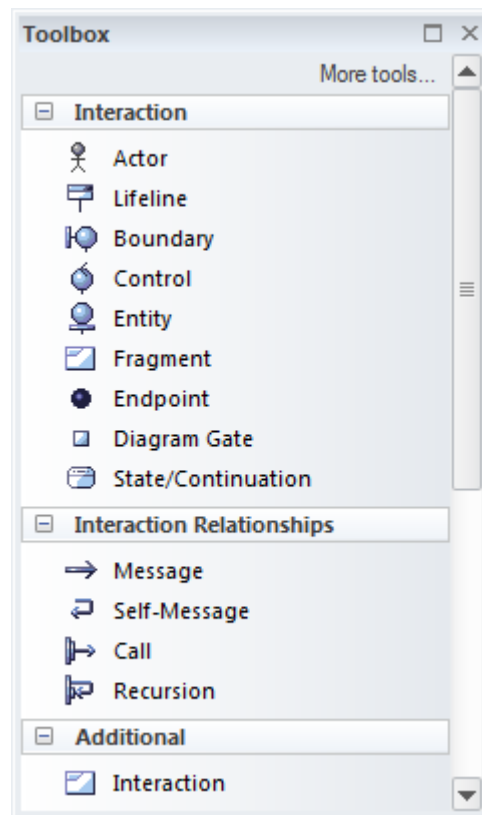 Toolbox
More tools...
Interaction
Actor
Lifeline
Boundary
Control
Entity
Fragment
Endpoint
Diagram Gate
State/Continuation
Interaction Relationships
Message
Self-Message
Call
Recursion
Additional
Interaction